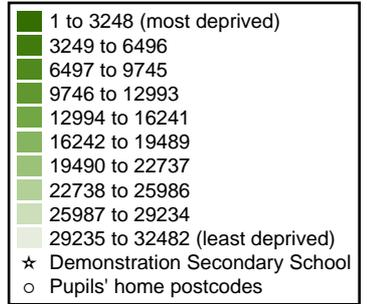 1 to 3248 (most deprived)
3249 to 6496
6497 to 9745
9746 to 12993
12994 to 16241
16242 to 19489
19490 to 22737
22738 to 25986
25987 to 29234
29235 to 32482 (least deprived)
Demonstration Secondary School
Pupils' home postcodes